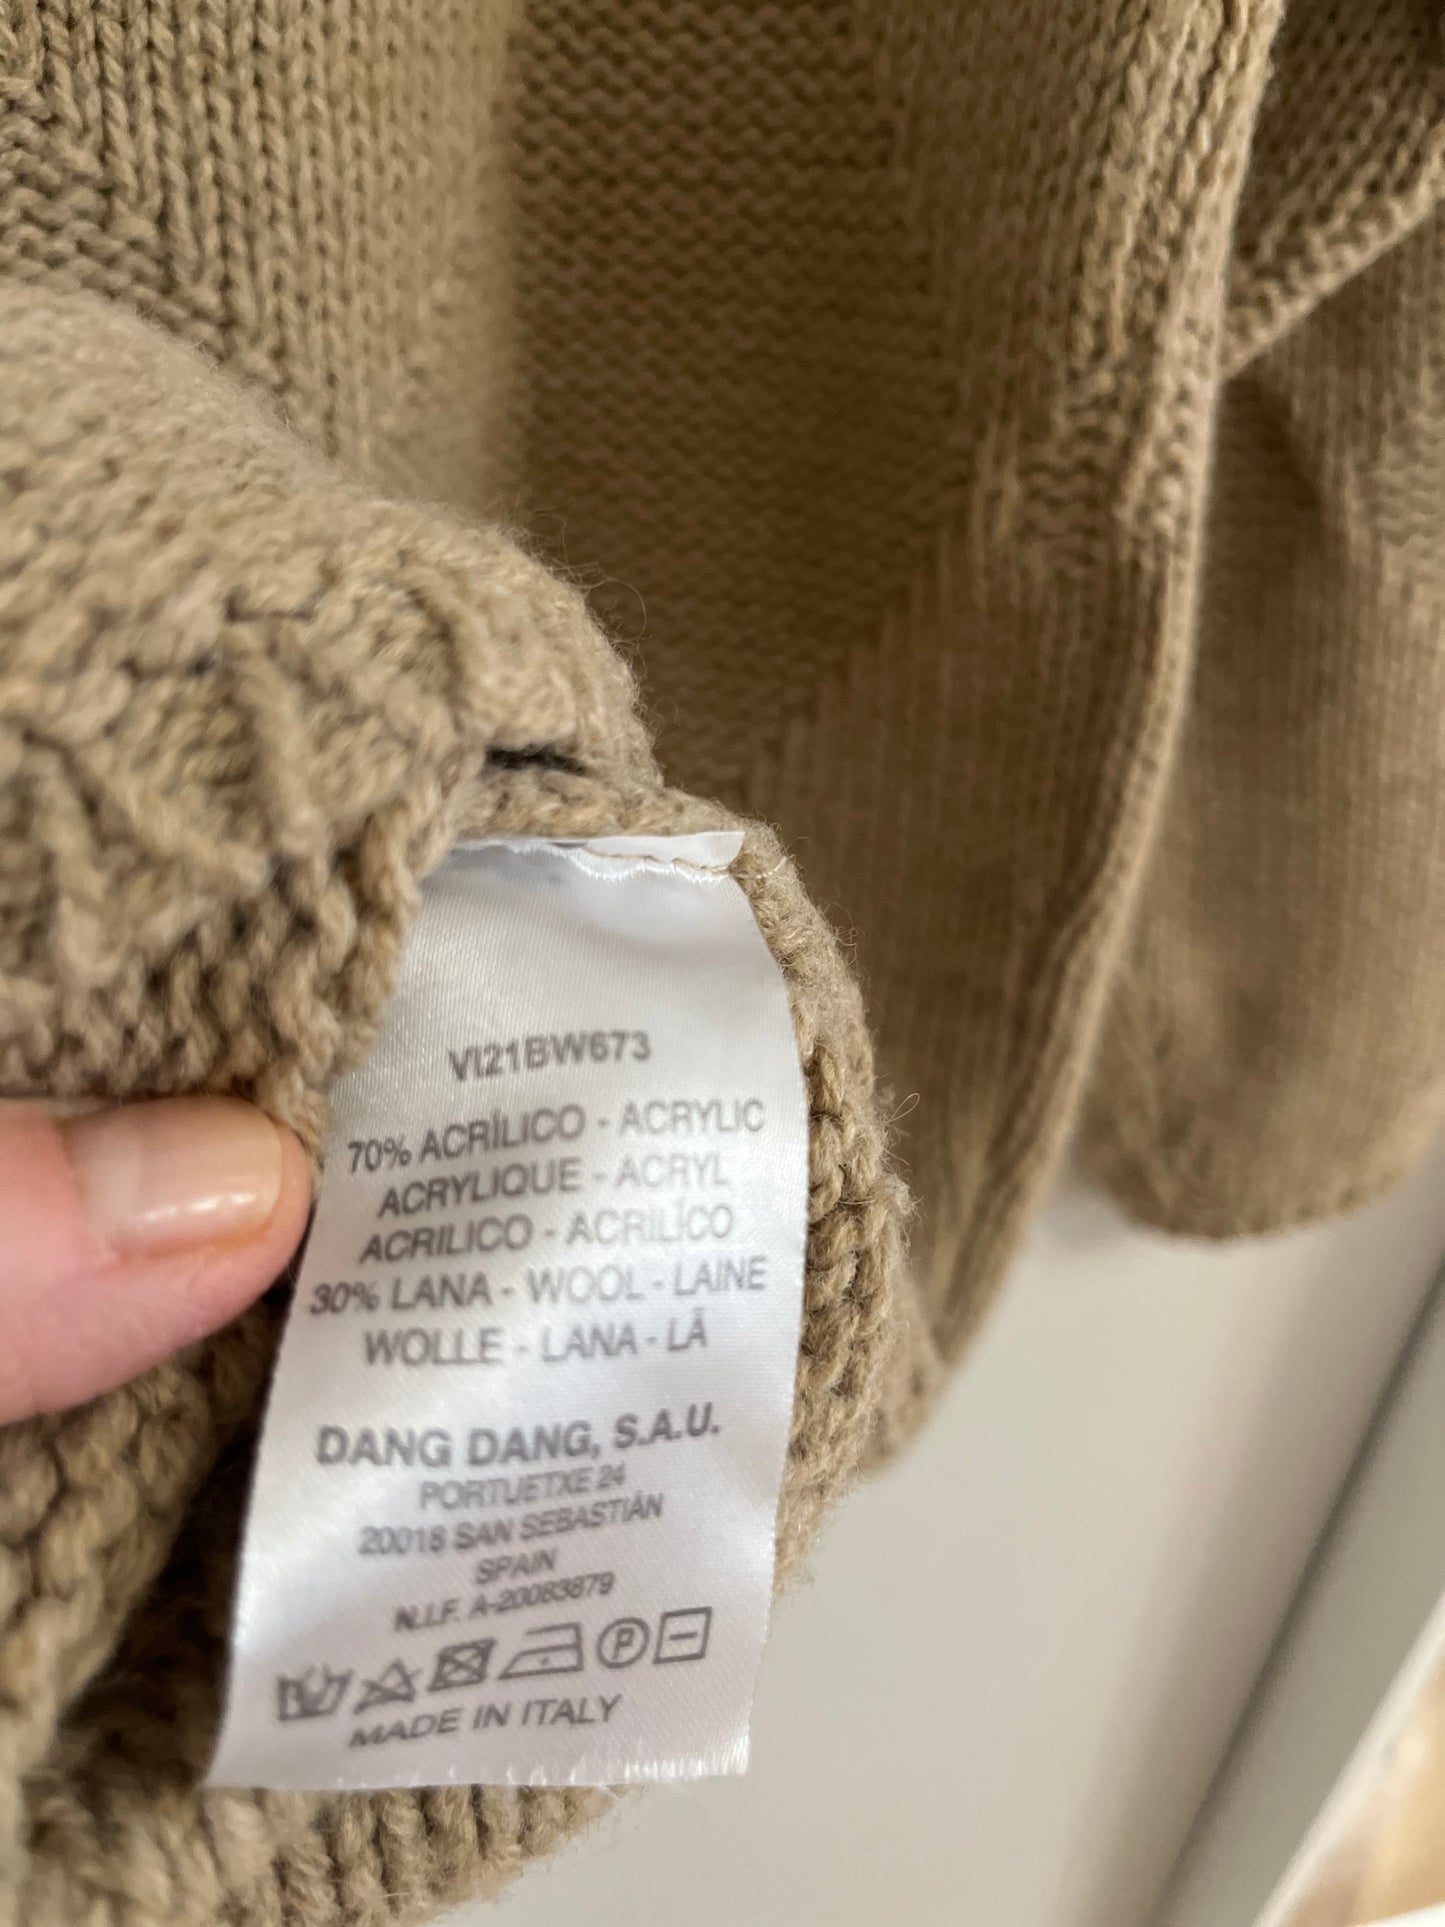 VI21BW673
70% ACRÍLICO - ACRYLIC
ACRYLIQUE - ACRYL
ACRILICO - ACRILÍCO
30% LANA - WOOL - LAINE
WOLLE - LANA - LÃ
DANG DANG, S.A.U.
PORTUETXE 24
20018 SAN SEBASTIÁN
SPAIN
N.I.F. A-20083879
P
MADE IN ITALY